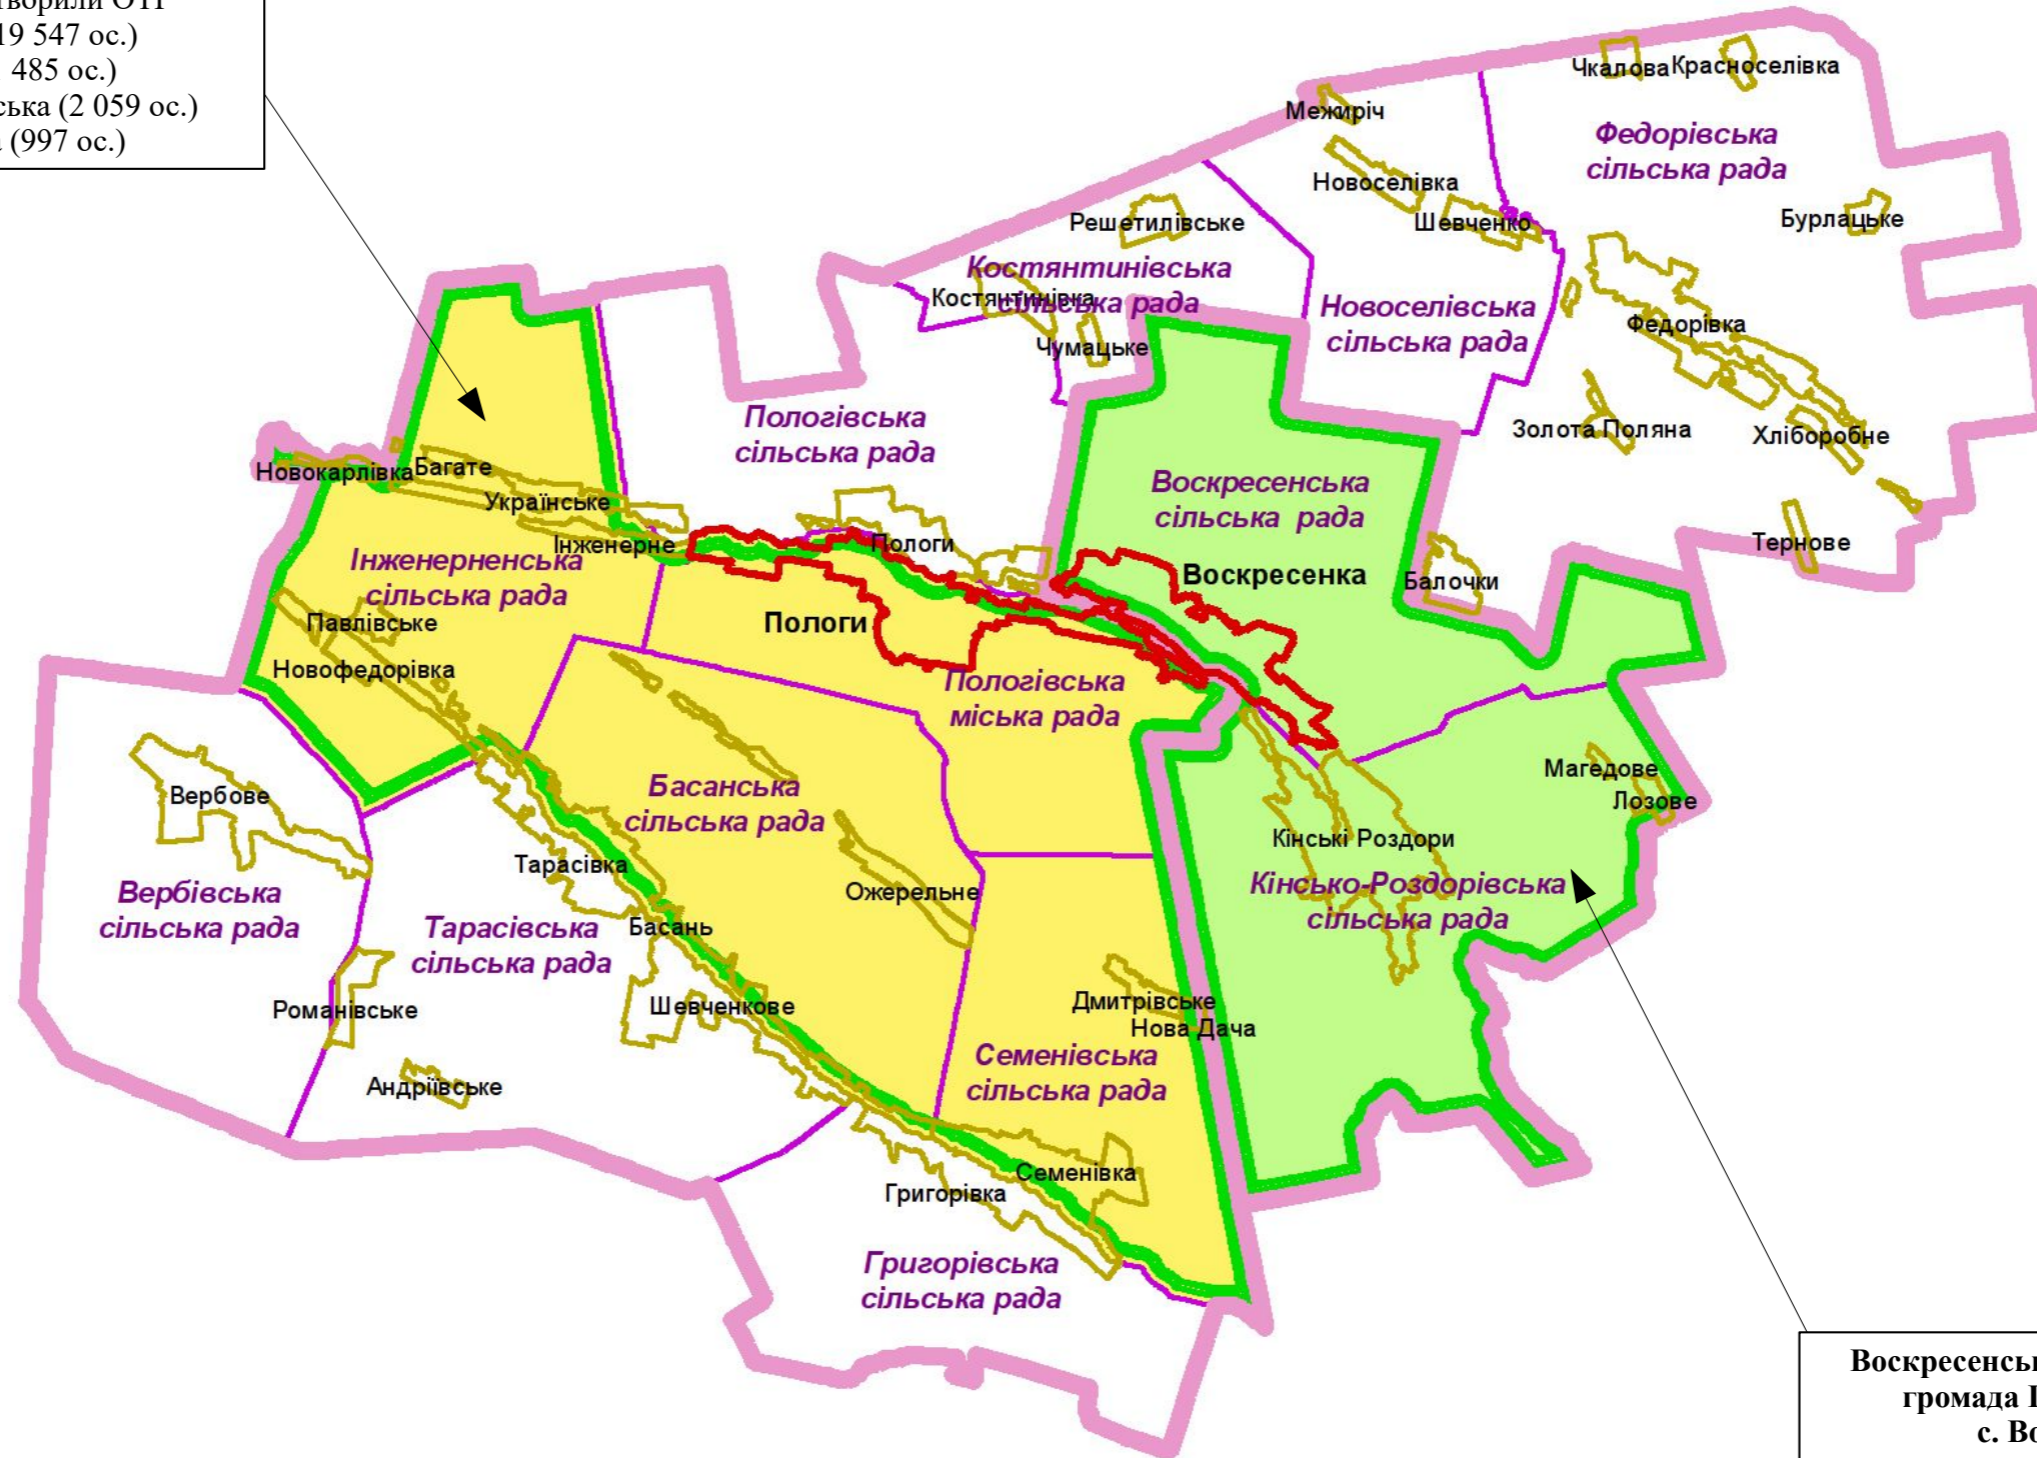 творили ОТГ
19 547 ос.)
485 ос.)
ська (2 059 ос.)
(997 ос.)
Чкалова
Красноселівка
Межиріч
Федорівська
сільська рада
Новоселівка
Шевченко
Бурлацьке
Решетилівське
Костянтинівська
сільська рада
Костянтинівка
Чумацьке
Новоселівська
сільська рада
Федорівка
Пологівська
сільська рада
Золота Поляна
Хліборобне
Новокарлівка
Багате
Українське
Воскресенська
сільська рада
Інженерне
Пологи
Тернове
Інженерненська
сільська рада
Воскресенка
Балочки
Павлівське
Пологи
Новофедорівка
Пологівська
міська рада
Магедове
Лозове
Вербове
Басанська
сільська рада
Кінські Роздори
Тарасівка
Ожерельне
Кінсько-Роздорівська
сільська рада
Вербівська
сільська рада
Тарасівська
сільська рада
Басань
Романівське
Шевченкове
Дмитрівське
Нова Дача
Семенівська
сільська рада
Андріївське
Семенівка
Григорівка
Григорівська
сільська рада
Воскресенсь
громада
с. Во